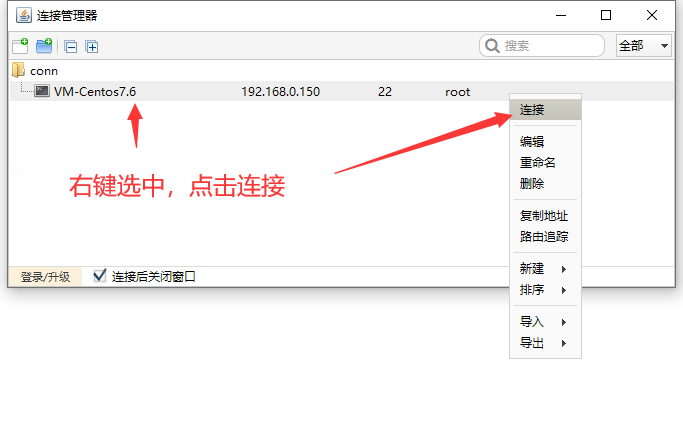 连接管理器
搜索
全部
conn
VM-Centos7.6 192.168.0.150 22 root
连接
编辑
重命名
删除
复制地址
路由追踪
新建
排序
导入
导出
右键选中，点击连接
登录/升级 连接后关闭窗口